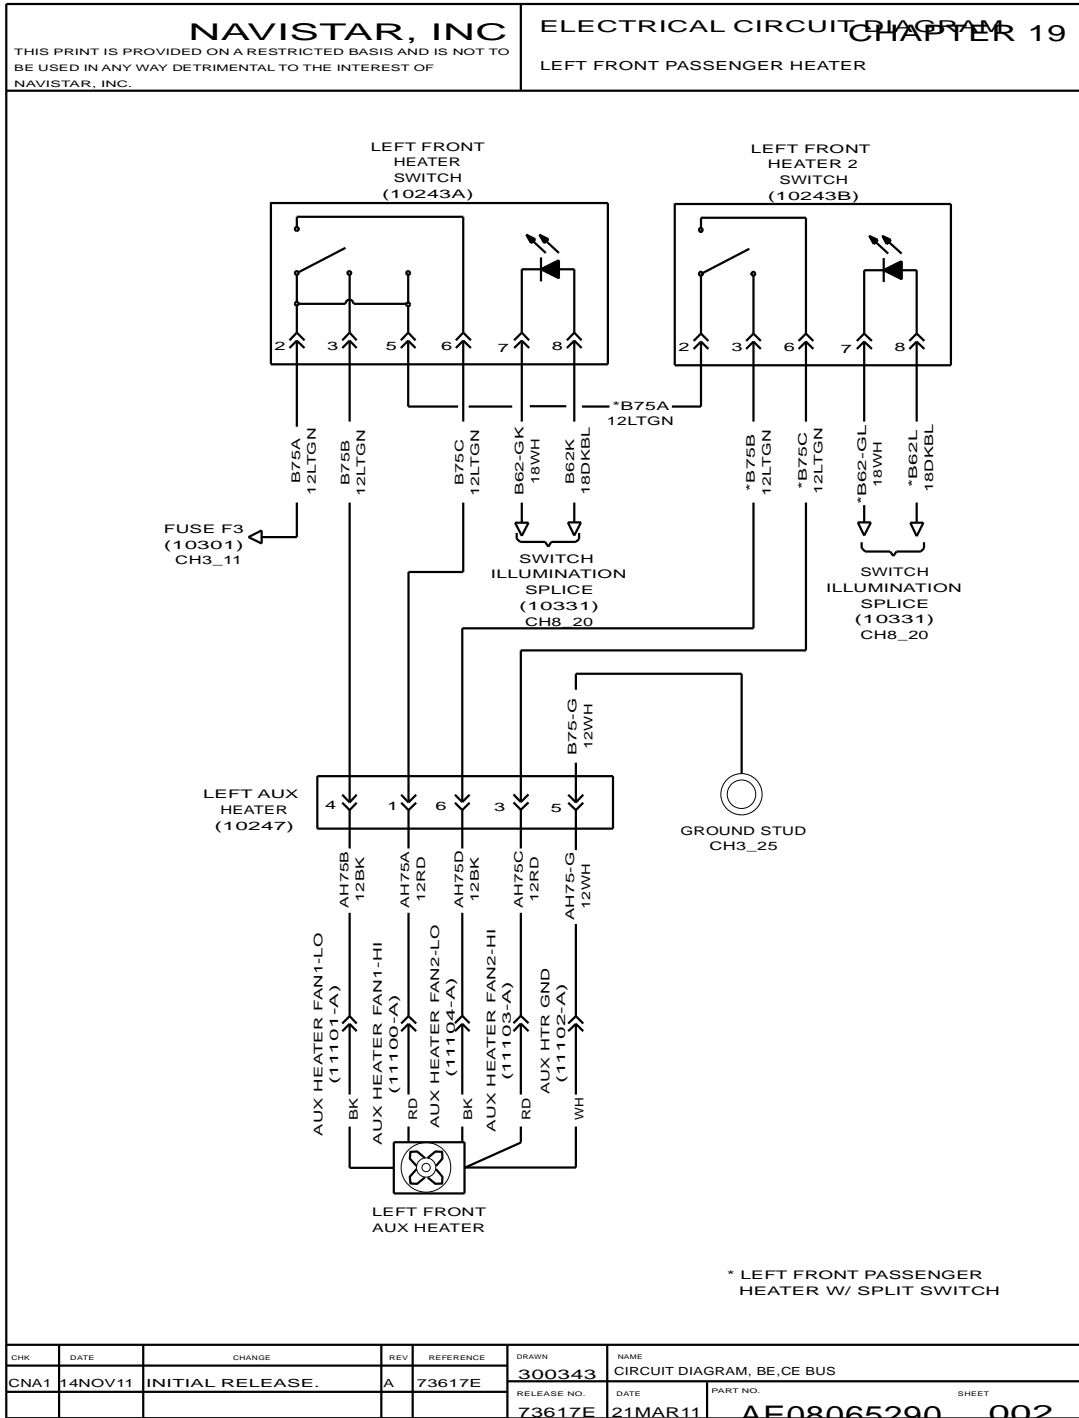 NAVISTAR, INC
THIS PRINT IS PROVIDED ON A RESTRICTED BASIS AND IS NOT TO
BE USED IN ANY WAY DETRIMENTAL TO THE INTEREST OF
NAVISTAR, INC.
ELECTRICAL CIRCUIT DIAGRAM
CHAPTER 19
LEFT FRONT PASSENGER HEATER
LEFT FRONT
HEATER
SWITCH
(10243A)
LEFT FRONT
HEATER 2
SWITCH
(10243B)
2 3 5 6 7 8
2 3 6 7 8
*B75A
12LTGN
B75A
12LTGN
B75B
12LTGN
B75C
12LTGN
B62-GK
18WH
B62K
18DKBL
*B75B
12LTGN
*B75C
12LTGN
*B62-GL
18WH
*B62L
18DKBL
FUSE F3
(10301)
CH3_11
SWITCH
ILLUMINATION
SPLICE
(10331)
CH8_20
SWITCH
ILLUMINATION
SPLICE
(10331)
CH8_20
B75-G
12WH
LEFT AUX
HEATER
(10247)
4 1 6 3 5
GROUND STUD
CH3_25
AH75B
12BK
AH75A
12RD
AH75D
12BK
AH75C
12RD
AH75-G
12WH
AUX HEATER FAN1-LO
(11101-A)
AUX HEATER FAN1-HI
(11100-A)
AUX HEATER FAN2-LO
(11104-A)
AUX HEATER FAN2-HI
(11103-A)
AUX HTR GND
(11102-A)
BK
RD
BK
RD
WH
LEFT FRONT
AUX HEATER
* LEFT FRONT PASSENGER
HEATER W/ SPLIT SWITCH
CHK DATE CHANGE REV REFERENCE
CNA1 14NOV11 INITIAL RELEASE. A 73617E
DRAWN
300343
NAME
CIRCUIT DIAGRAM, BE,CE BUS
RELEASE NO.
73617E
DATE
21MAR11
PART NO.
AE08065290
SHEET
002